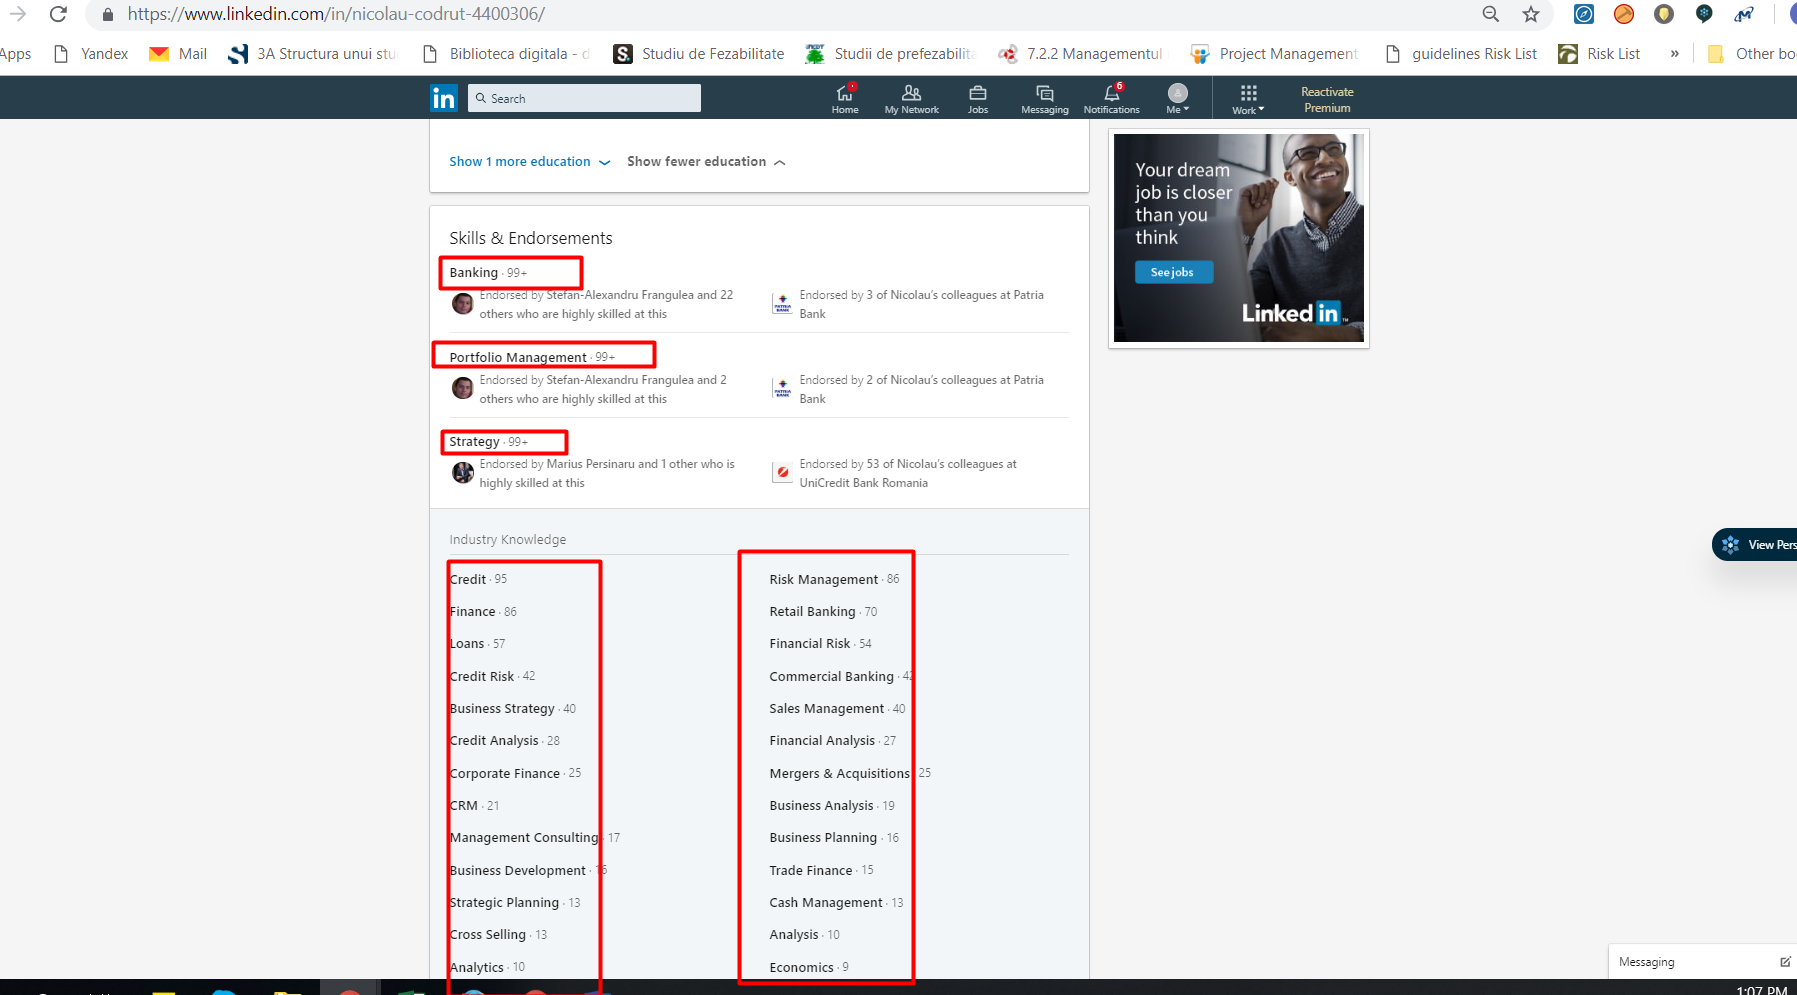 https://www.linkedin.com/in/nicolau-codrut-4400306/
Apps Yandex Mail 3A Structura unui stu Biblioteca digitala - d Studiu de Fezabilitate Studii de prefezabilita 7.2.2 Managementul Project Management guidelines Risk List Risk List » Other bo
in Search Home My Network Jobs Messaging 6 Notifications Me Work Reactivate
Premium
Show 1 more education Show fewer education
Your dream
job is closer
than you
think
See jobs
Linked in
Skills & Endorsements
Banking · 99+
Endorsed by Stefan-Alexandru Frangulea and 22
others who are highly skilled at this
Endorsed by 3 of Nicolau's colleagues at Patria
Bank
Portfolio Management · 99+
Endorsed by Stefan-Alexandru Frangulea and 2
others who are highly skilled at this
Endorsed by 2 of Nicolau's colleagues at Patria
Bank
Strategy · 99+
Endorsed by Marius Persinaru and 1 other who is
highly skilled at this
Endorsed by 53 of Nicolau's colleagues at
UniCredit Bank Romania
Industry Knowledge
Credit · 95 Risk Management · 86
Finance · 86 Retail Banking · 70
Loans · 57 Financial Risk · 54
Credit Risk · 42 Commercial Banking · 42
Business Strategy · 40 Sales Management · 40
Credit Analysis · 28 Financial Analysis · 27
Corporate Finance · 25 Mergers & Acquisitions 25
CRM · 21 Business Analysis · 19
Management Consulting 17 Business Planning · 16
Business Development · Trade Finance · 15
Strategic Planning · 13 Cash Management · 13
Cross Selling · 13 Analysis · 10
Analytics · 10 Economics · 9
View Pers
Messaging
1:07 PM